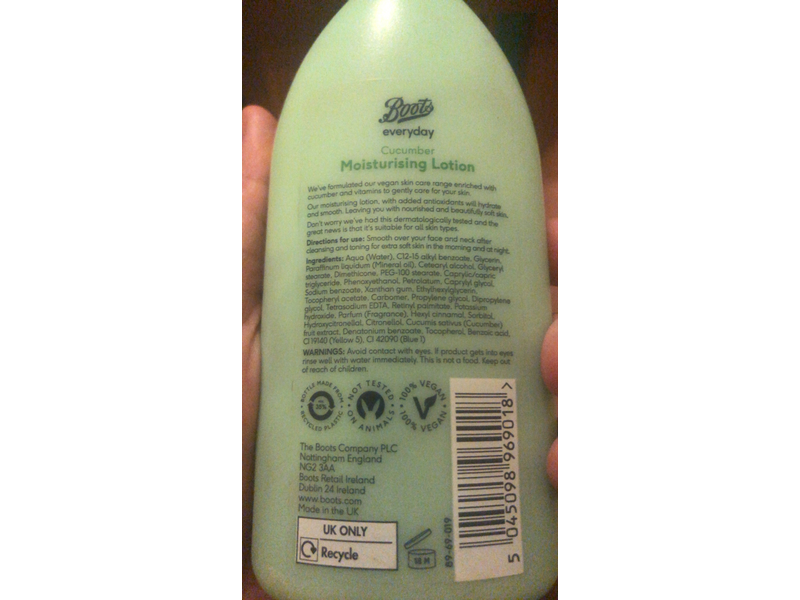 Boots
everyday
Cucumber
Moisturising Lotion
We've formulated our vegan skin care range enriched with
cucumber and vitamins to gently care for your skin.
Our moisturising lotion, with added antioxidants will hydrate
and smooth. Leaving you with nourished and beautifully soft skin.
Don't worry we've had this dermatologically tested and the
great news is that it's suitable for all skin types.
Directions for use: Smooth over your face and neck after
cleansing and toning for extra soft skin in the morning and at night.
Ingredients: Aqua (Water), C12-15 alkyl benzoate, Glycerin,
Paraffinum liquidum (Mineral oil), Cetearyl alcohol, Glyceryl
stearate, Dimethicone, PEG-100 stearate, Caprylic/capric
triglyceride, Phenoxyethanol, Petrolatum, Caprylyl glycol,
Sodium benzoate, Xanthan gum, Ethylhexylglycerin,
Tocopheryl acetate, Carbomer, Propylene glycol, Dipropylene
glycol, Tetrasodium EDTA, Retinyl palmitate, Potassium
hydroxide, Parfum (Fragrance), Hexyl cinnamal, Sorbitol,
Hydroxycitronellal, Citronellol, Cucumis sativus (Cucumber)
fruit extract, Denatonium benzoate, Tocopherol, Benzoic acid,
CI 19140 (Yellow 5), CI 42090 (Blue 1)
WARNINGS: Avoid contact with eyes. If product gets into eyes
rinse well with water immediately. This is not a food. Keep out
of reach of children.
BOTTLE MADE FROM
RECYCLED PLASTIC
NOT TESTED
ON ANIMALS
100% VEGAN
100% VEGAN
The Boots Company PLC
Nottingham England
NG2 3AA
Boots Retail Ireland
Dublin 24 Ireland
www.boots.com
Made in the UK
UK ONLY
Recycle
18 M
89-69-019
5 045098 969018 >